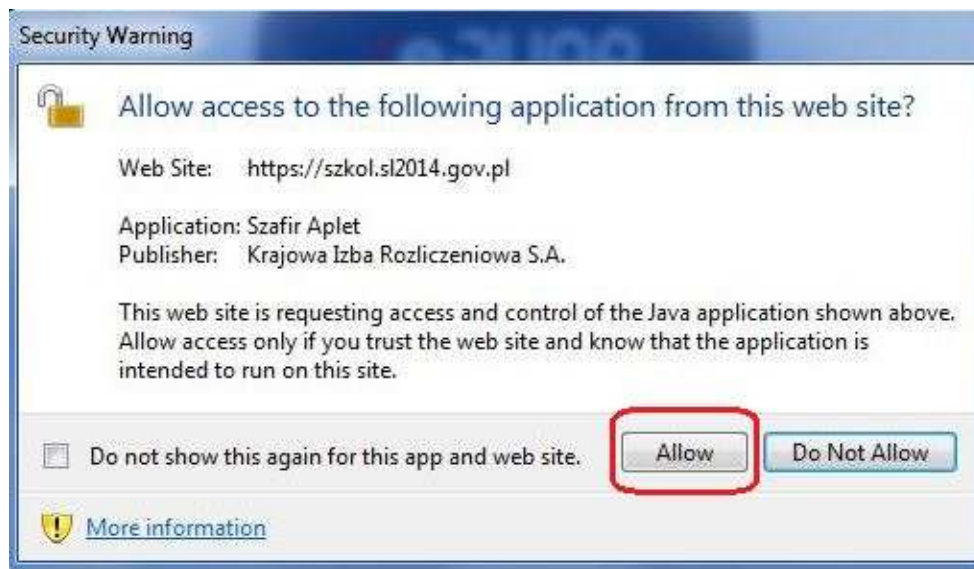 Security Warning
Allow access to the following application from this web site?
Web Site: https://szkol.sl2014.gov.pl
Application: Szafir Aplet
Publisher: Krajowa Izba Rozliczeniowa S.A.
This web site is requesting access and control of the Java application shown above.
Allow access only if you trust the web site and know that the application is
intended to run on this site.
Do not show this again for this app and web site.
Allow
Do Not Allow
More information